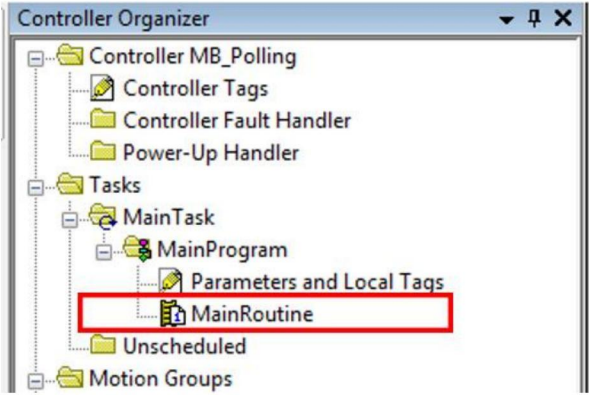 Controller Organizer
Controller MB_Polling
Controller Tags
Controller Fault Handler
Power-Up Handler
Tasks
MainTask
MainProgram
Parameters and Local Tags
MainRoutine
Unscheduled
Motion Groups